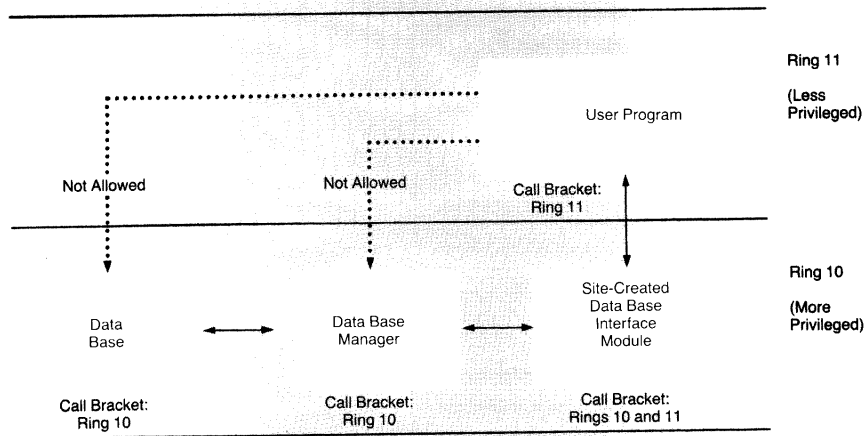 Ring 11
(Less
Privileged)
User Program
Not Allowed
Not Allowed
Call Bracket:
Ring 11
Ring 10
(More
Privileged)
Data
Base
Data Base
Manager
Site-Created
Data Base
Interface
Module
Call Bracket:
Ring 10
Call Bracket:
Ring 10
Call Bracket:
Rings 10 and 11